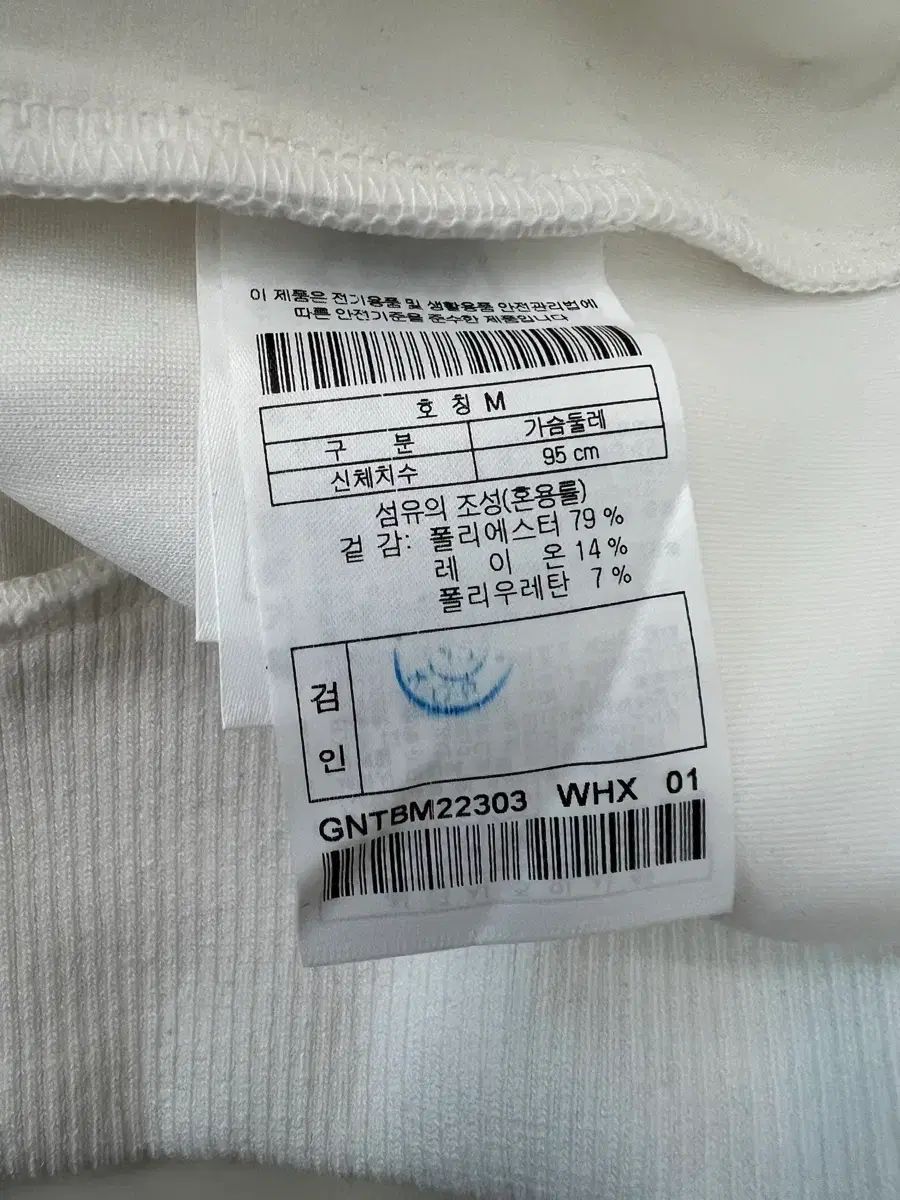 이 제품은 전기용품 및 생활용품 안전관리법에
따른 안전기준을 준수한 제품입니다
호 칭 M
구 분 가슴둘레
신체치수 95 cm
섬유의 조성(혼용률)
겉 감: 폴리에스터 79 %
레 이 온 14 %
폴리우레탄 7 %
검
인
GNTBM22303 WHX 01